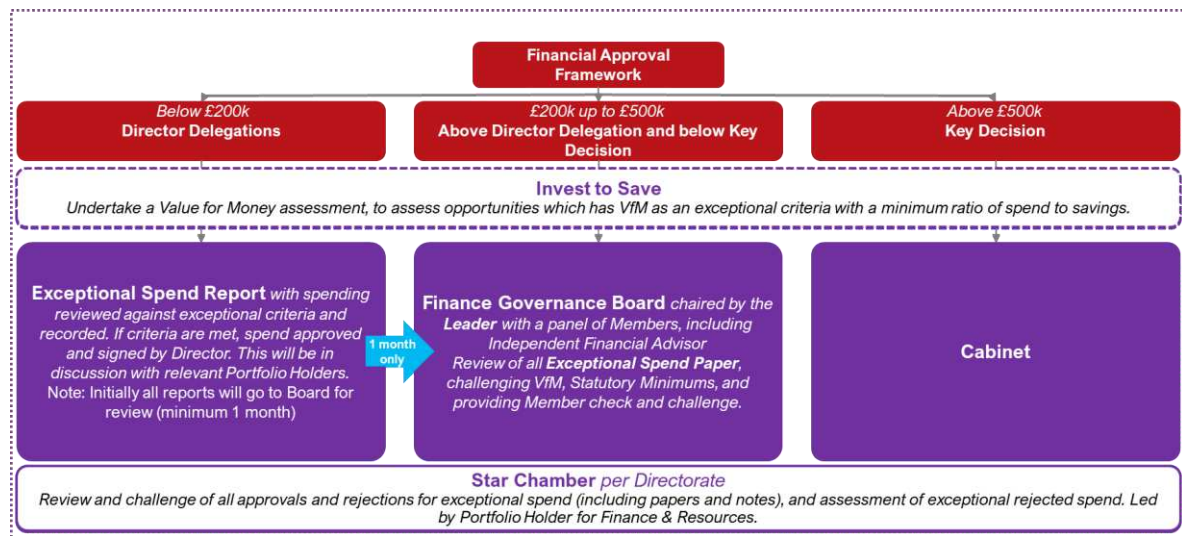 Financial Approval
Framework
Below £200k
Director Delegations
£200k up to £500k
Above Director Delegation and below Key
Decision
Above £500k
Key Decision
Invest to Save
Undertake a Value for Money assessment, to assess opportunities which has VfM as an exceptional criteria with a minimum ratio of spend to savings.
Exceptional Spend Report with spending
reviewed against exceptional criteria and
recorded. If criteria are met, spend approved
and signed by Director. This will be in
discussion with relevant Portfolio Holders.
Note: Initially all reports will go to Board for
review (minimum 1 month)
1 month
only
Finance Governance Board chaired by the
Leader with a panel of Members, including
Independent Financial Advisor
Review of all Exceptional Spend Paper,
challenging VfM, Statutory Minimums, and
providing Member check and challenge.
Cabinet
Star Chamber per Directorate
Review and challenge of all approvals and rejections for exceptional spend (including papers and notes), and assessment of exceptional rejected spend. Led
by Portfolio Holder for Finance & Resources.